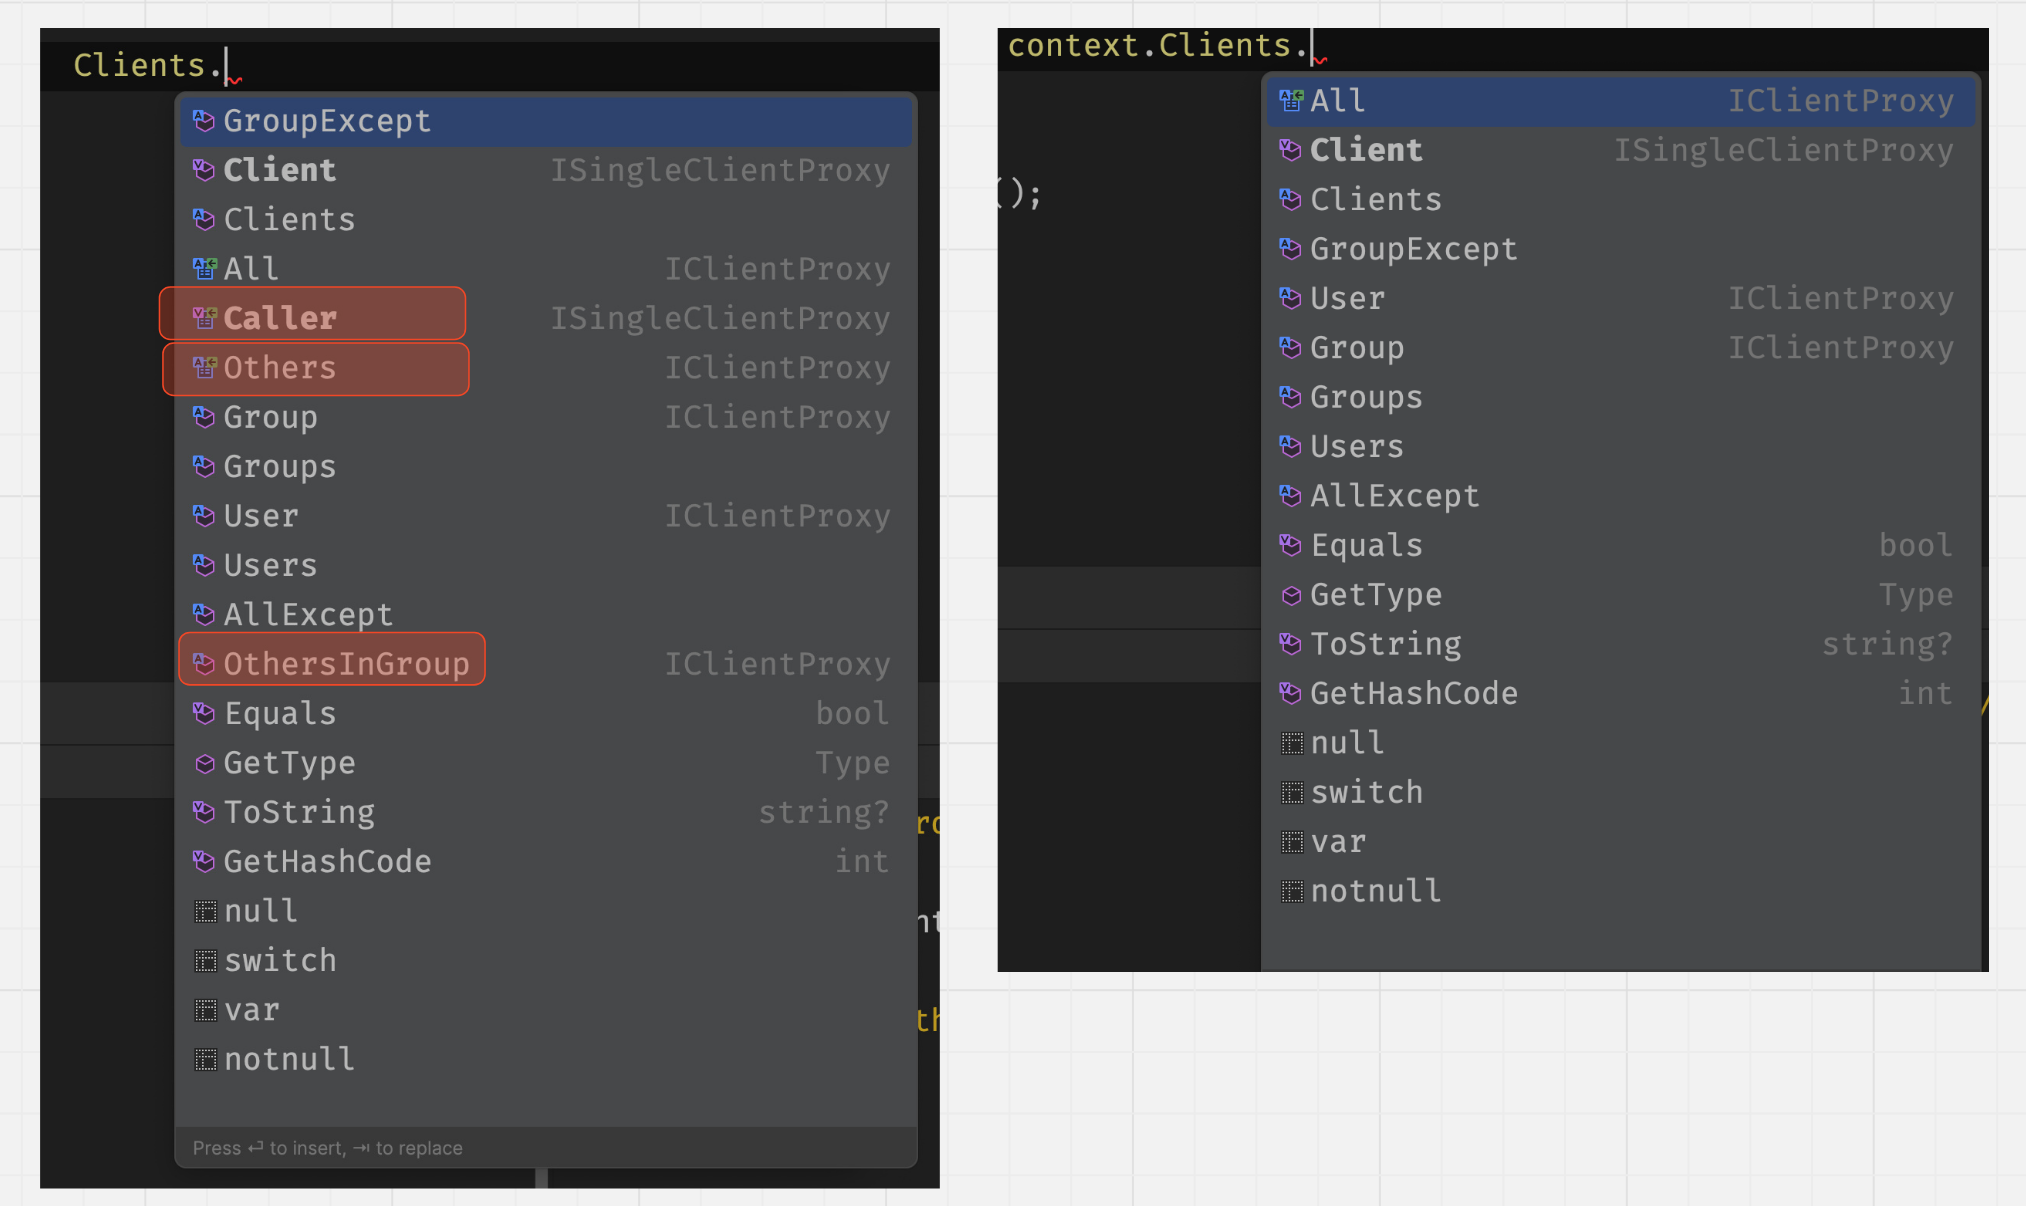 Clients.
GroupExcept
Client ISingleClientProxy
Clients
All IClientProxy
Caller ISingleClientProxy
Others IClientProxy
Group IClientProxy
Groups
User IClientProxy
Users
AllExcept
OthersInGroup IClientProxy
Equals bool
GetType Type
ToString string?
GetHashCode int
null
switch
var
notnull
Press ⏎ to insert, ⇥ to replace
context.Clients.
();
All IClientProxy
Client ISingleClientProxy
Clients
GroupExcept
User IClientProxy
Group IClientProxy
Groups
Users
AllExcept
Equals bool
GetType Type
ToString string?
GetHashCode int
null
switch
var
notnull